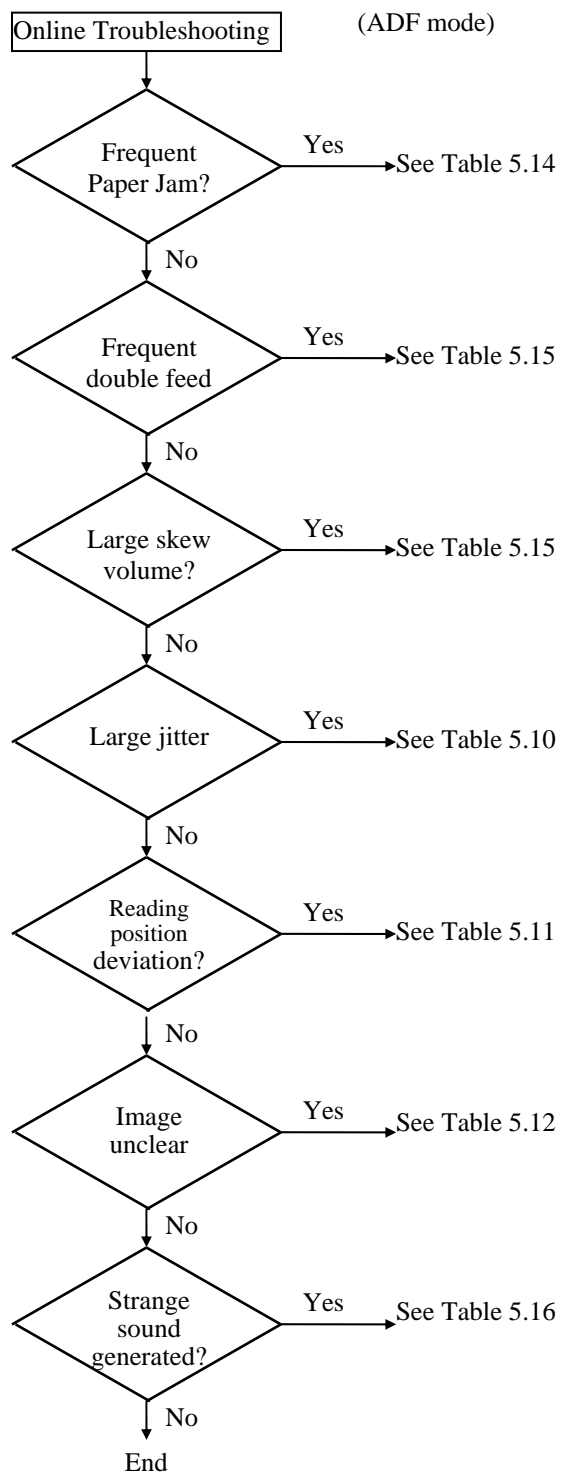 Online Troubleshooting
(ADF mode)
Frequent
Paper Jam?
Yes
See Table 5.14
No
Frequent
double feed
Yes
See Table 5.15
No
Large skew
volume?
Yes
See Table 5.15
No
Large jitter
Yes
See Table 5.10
No
Reading
position
deviation?
Yes
See Table 5.11
No
Image
unclear
Yes
See Table 5.12
No
Strange
sound
generated?
Yes
See Table 5.16
No
End